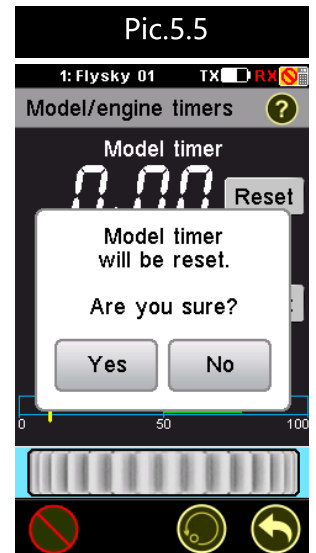 Pic.5.5
1: Flysky 01 TX RX
Model/engine timers ?
Model timer
0.00 Reset
Model timer
will be reset.
Are you sure?
Yes No
0 50 100